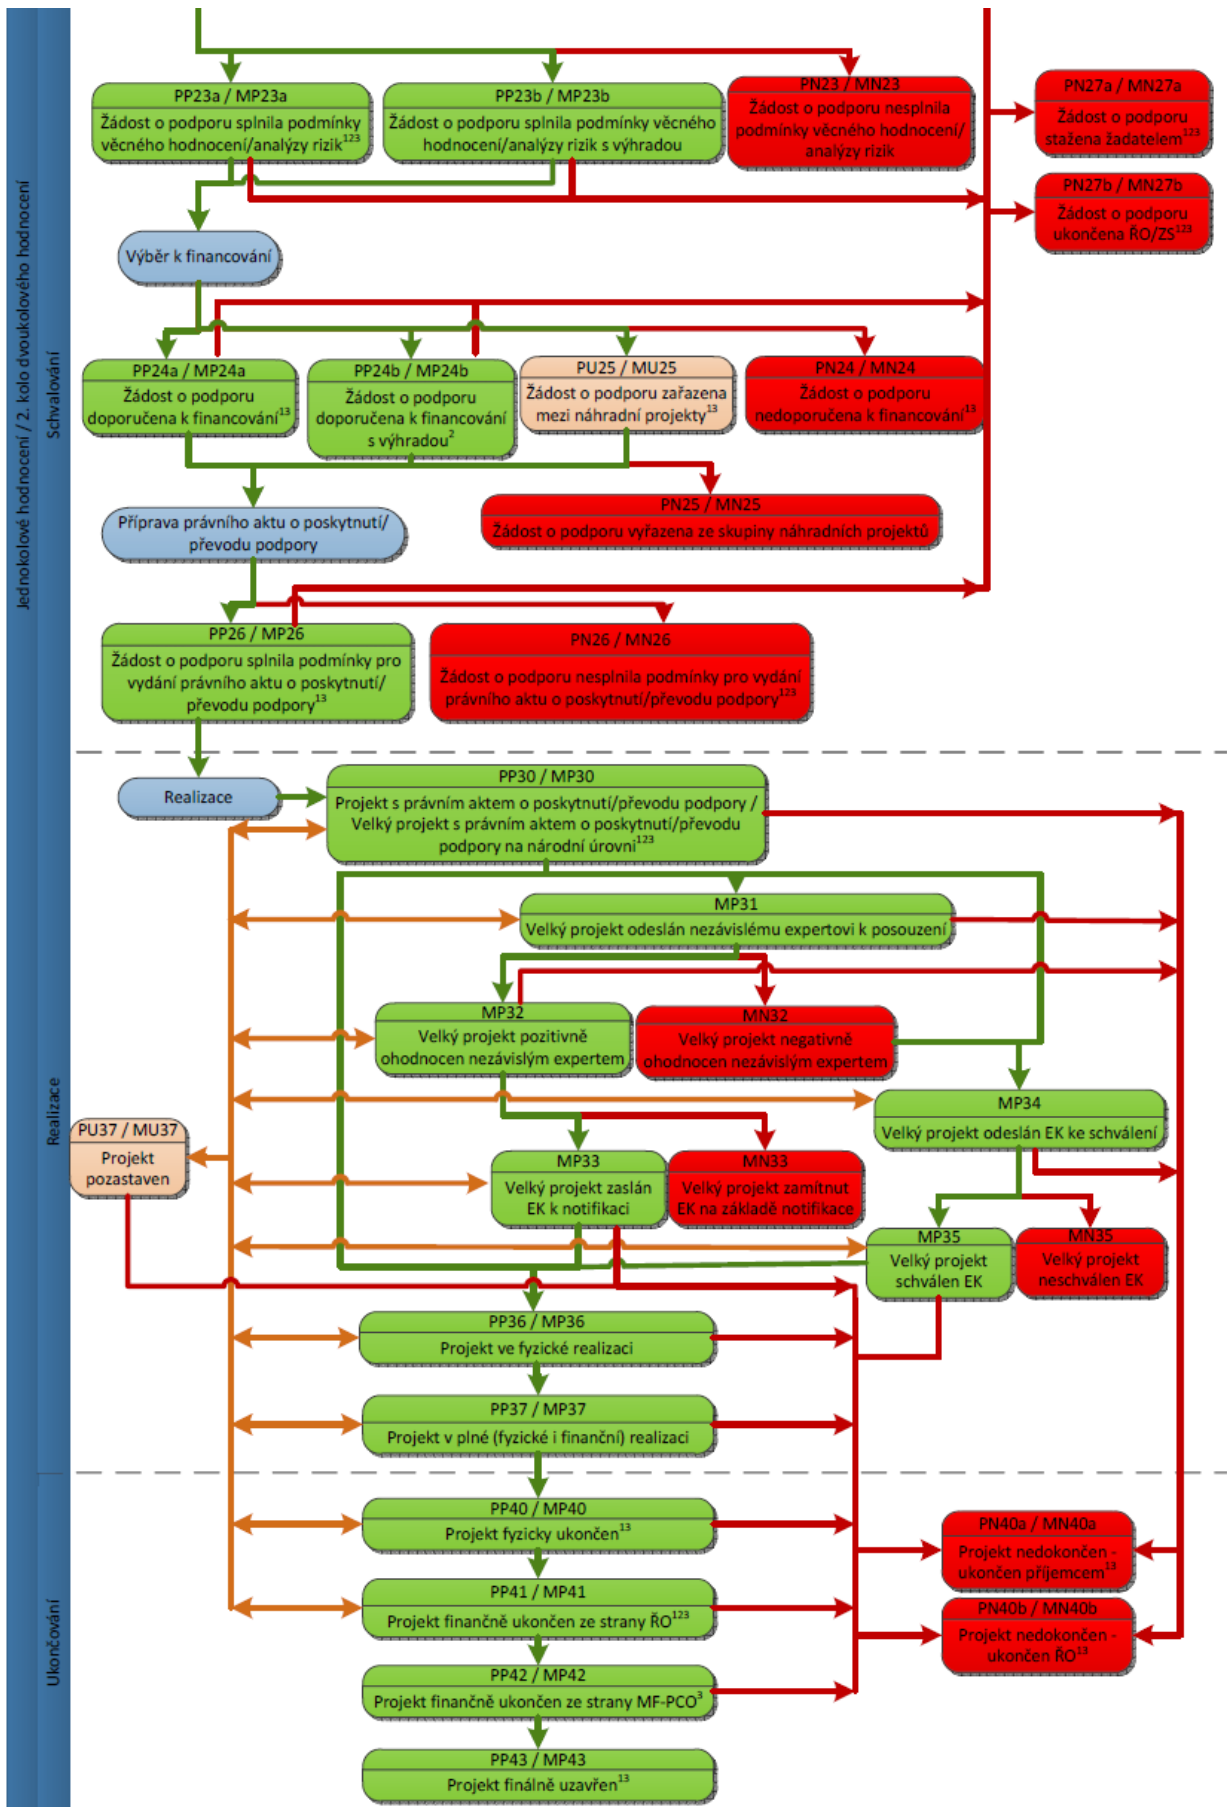 Jednokolové hodnocení / 2. kolo dvoukolového hodnocení
Schvalování
PP23a / MP23a
Žádost o podporu splnila podmínky
věcného hodnocení/analýzy rizik123
PP23b / MP23b
Žádost o podporu splnila podmínky věcného
hodnocení/analýzy rizik s výhradou
PN23 / MN23
Žádost o podporu nesplnila
podmínky věcného hodnocení/
analýzy rizik
PN27a / MN27a
Žádost o podporu
stažena žadatelem123
PN27b / MN27b
Žádost o podporu
ukončena ŘO/ZS123
Výběr k financování
PP24a / MP24a
Žádost o podporu
doporučena k financování13
PP24b / MP24b
Žádost o podporu
doporučena k financování
s výhradou2
PU25 / MU25
Žádost o podporu zařazena
mezi náhradní projekty13
PN24 / MN24
Žádost o podporu
nedoporučena k financování13
PN25 / MN25
Žádost o podporu vyřazena ze skupiny náhradních projektů
Příprava právního aktu o poskytnutí/
převodu podpory
PP26 / MP26
Žádost o podporu splnila podmínky pro
vydání právního aktu o poskytnutí/
převodu podpory13
PN26 / MN26
Žádost o podporu nesplnila podmínky pro vydání
právního aktu o poskytnutí/převodu podpory123
Realizace
Realizace
PP30 / MP30
Projekt s právním aktem o poskytnutí/převodu podpory /
Velký projekt s právním aktem o poskytnutí/převodu
podpory na národní úrovni123
MP31
Velký projekt odeslán nezávislému expertovi k posouzení
MP32
Velký projekt pozitivně
ohodnocen nezávislým expertem
MN32
Velký projekt negativně
ohodnocen nezávislým expertem
MP34
Velký projekt odeslán EK ke schválení
PU37 / MU37
Projekt
pozastaven
MP33
Velký projekt zaslán
EK k notifikaci
MN33
Velký projekt zamítnut
EK na základě notifikace
MP35
Velký projekt
schválen EK
MN35
Velký projekt
neschválen EK
PP36 / MP36
Projekt ve fyzické realizaci
PP37 / MP37
Projekt v plné (fyzické i finanční) realizaci
Ukončování
PP40 / MP40
Projekt fyzicky ukončen13
PN40a / MN40a
Projekt nedokončen -
ukončen příjemcem13
PP41 / MP41
Projekt finančně ukončen ze strany ŘO123
PN40b / MN40b
Projekt nedokončen -
ukončen ŘO13
PP42 / MP42
Projekt finančně ukončen ze strany MF-PCO3
PP43 / MP43
Projekt finálně uzavřen13